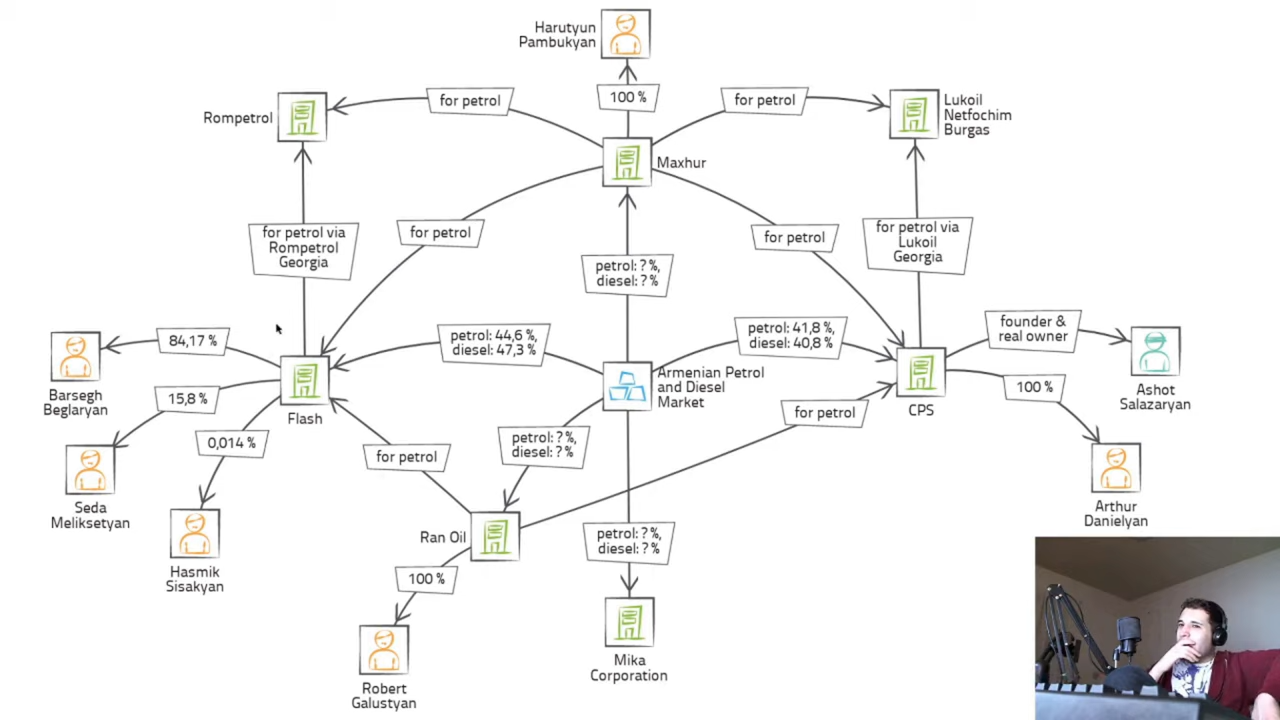 Harutyun
Pambukyan
100 %
for petrol
for petrol
Rompetrol
Lukoil
Netfochim
Burgas
Maxhur
for petrol via
Rompetrol
Georgia
for petrol
for petrol
for petrol via
Lukoil
Georgia
petrol: ? %,
diesel: ? %
84,17 %
petrol: 44,6 %,
diesel: 47,3 %
petrol: 41,8 %,
diesel: 40,8 %
founder &
real owner
Barsegh
Beglaryan
15,8 %
Flash
Armenian Petrol
and Diesel
Market
CPS
100 %
Ashot
Salazaryan
for petrol
0,014 %
for petrol
petrol: ? %,
diesel: ? %
Seda
Meliksetyan
Arthur
Danielyan
Hasmik
Sisakyan
Ran Oil
petrol: ? %,
diesel: ? %
100 %
Robert
Galustyan
Mika
Corporation